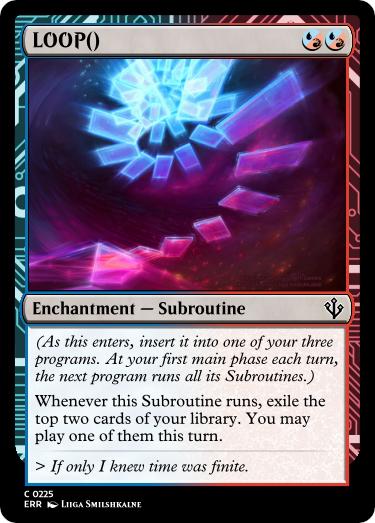 LOOP()
Enchantment — Subroutine
(As this enters, insert it into one of your three
programs. At your first main phase each turn,
the next program runs all its Subroutines.)
Whenever this Subroutine runs, exile the
top two cards of your library. You may
play one of them this turn.
> If only I knew time was finite.
C 0225
ERR LIIGA SMILSHKALNE